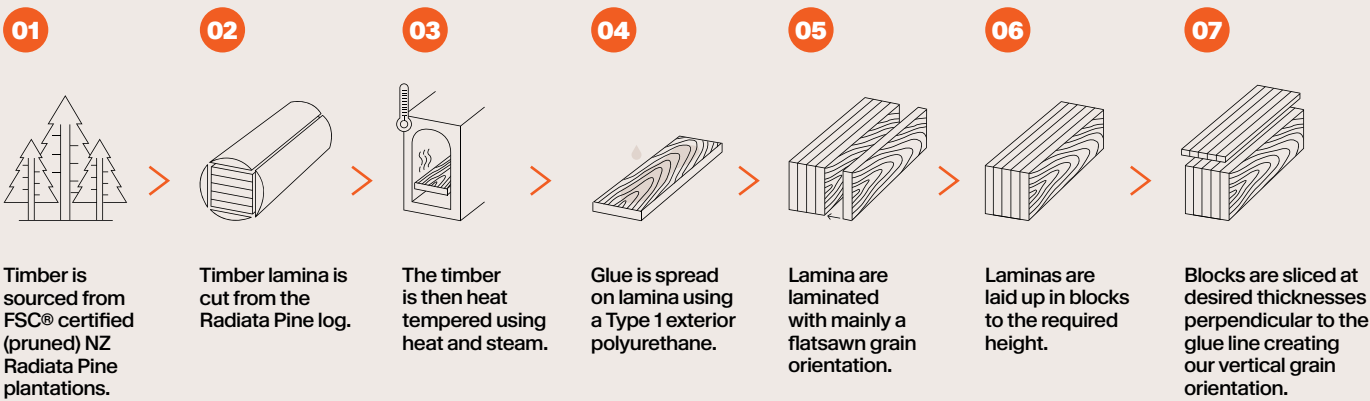 01
Timber is
sourced from
FSC® certified
(pruned) NZ
Radiata Pine
plantations.
02
Timber lamina is
cut from the
Radiata Pine log.
03
The timber
is then heat
tempered using
heat and steam.
04
Glue is spread
on lamina using
a Type 1 exterior
polyurethane.
05
Lamina are
laminated
with mainly a
flatsawn grain
orientation.
06
Laminas are
laid up in blocks
to the required
height.
07
Blocks are sliced at
desired thicknesses
perpendicular to the
glue line creating
our vertical grain
orientation.